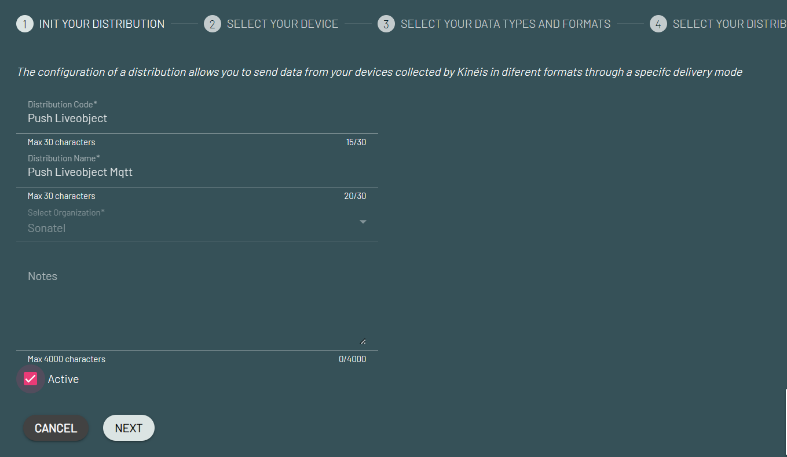 1 INIT YOUR DISTRIBUTION 2 SELECT YOUR DEVICE 3 SELECT YOUR DATA TYPES AND FORMATS 4 SELECT YOUR DISTRIB
The configuration of a distribution allows you to send data from your devices collected by Kinéis in diferent formats through a specifc delivery mode
Distribution Code*
Push Liveobject
Max 30 characters 15/30
Distribution Name*
Push Liveobject Mqtt
Max 30 characters 20/30
Select Organization*
Sonatel
Notes
Max 4000 characters 0/4000
Active
CANCEL NEXT